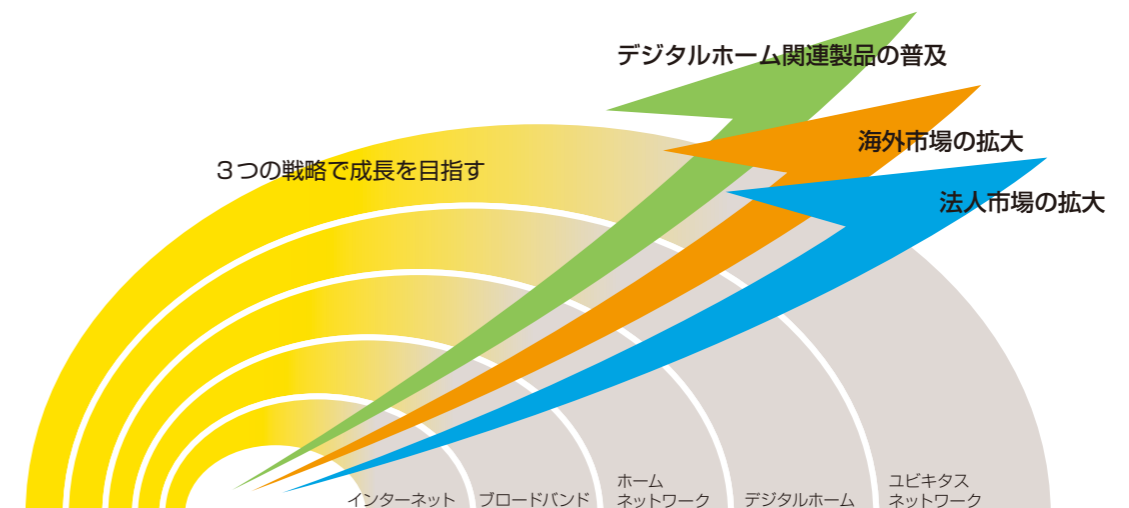 デジタルホーム関連製品の普及
海外市場の拡大
3つの戦略で成長を目指す
法人市場の拡大
インターネット
ブロードバンド
ホーム
ネットワーク
デジタルホーム
ユビキタス
ネットワーク